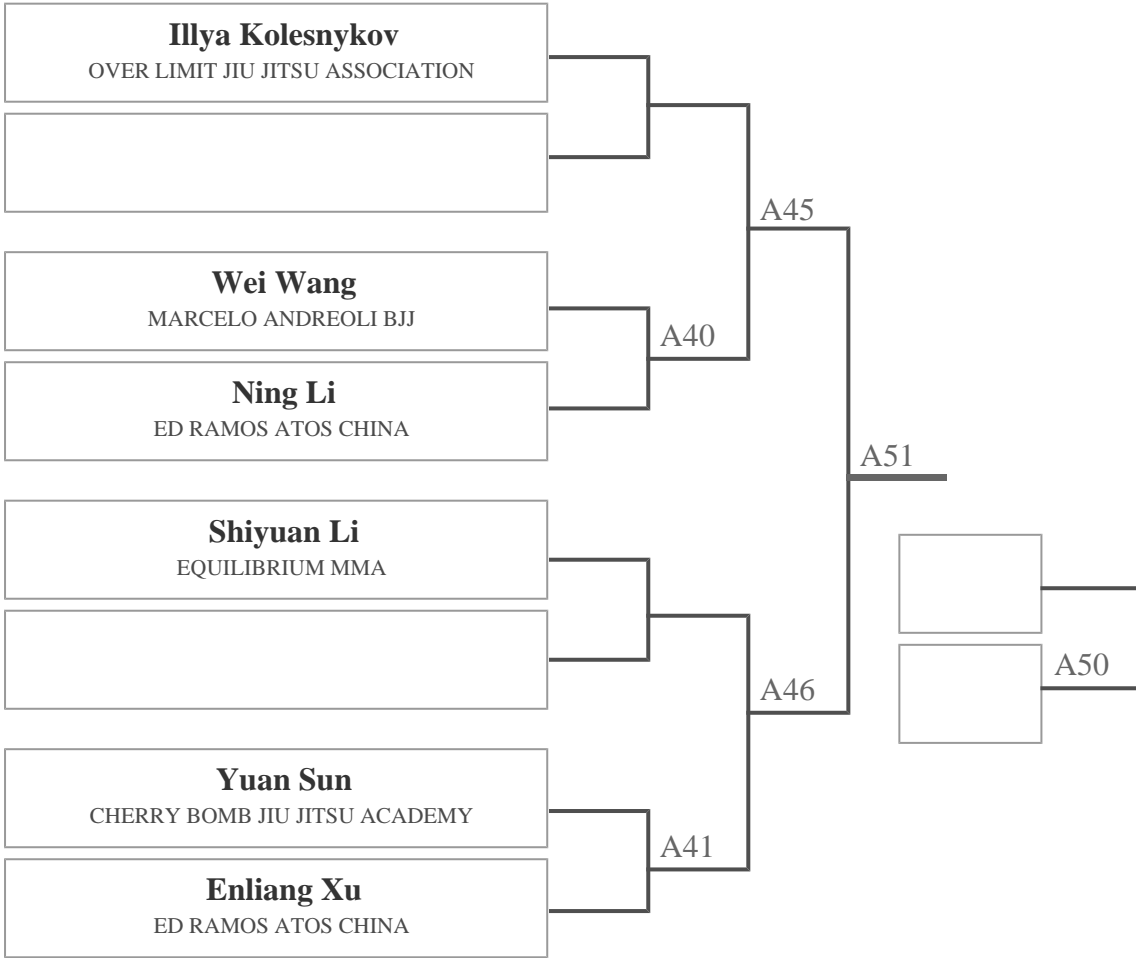 Illya Kolesnykov
OVER LIMIT JIU JITSU ASSOCIATION
A45
Wei Wang
MARCELO ANDREOLI BJJ
A40
Ning Li
ED RAMOS ATOS CHINA
A51
Shiyuan Li
EQUILIBRIUM MMA
A50
A46
Yuan Sun
CHERRY BOMB JIU JITSU ACADEMY
A41
Enliang Xu
ED RAMOS ATOS CHINA